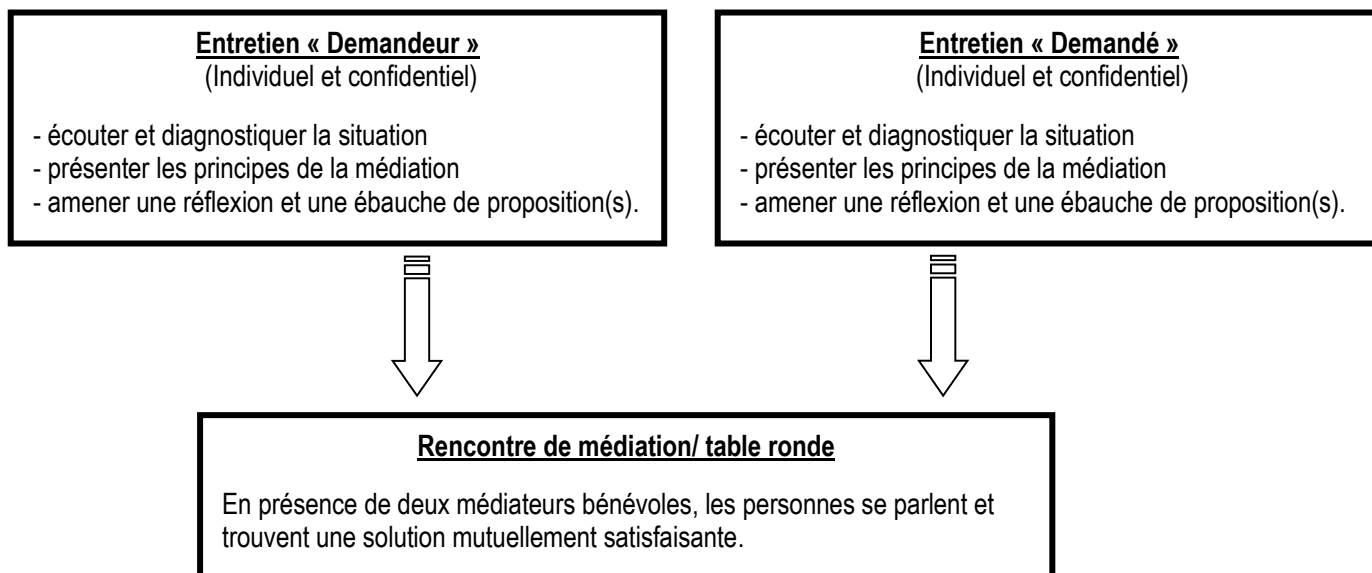 Entretien « Demandeur »
(Individuel et confidentiel)
- écouter et diagnostiquer la situation
- présenter les principes de la médiation
- amener une réflexion et une ébauche de proposition(s).
Entretien « Demandé »
(Individuel et confidentiel)
- écouter et diagnostiquer la situation
- présenter les principes de la médiation
- amener une réflexion et une ébauche de proposition(s).
Rencontre de médiation/ table ronde
En présence de deux médiateurs bénévoles, les personnes se parlent et
trouvent une solution mutuellement satisfaisante.